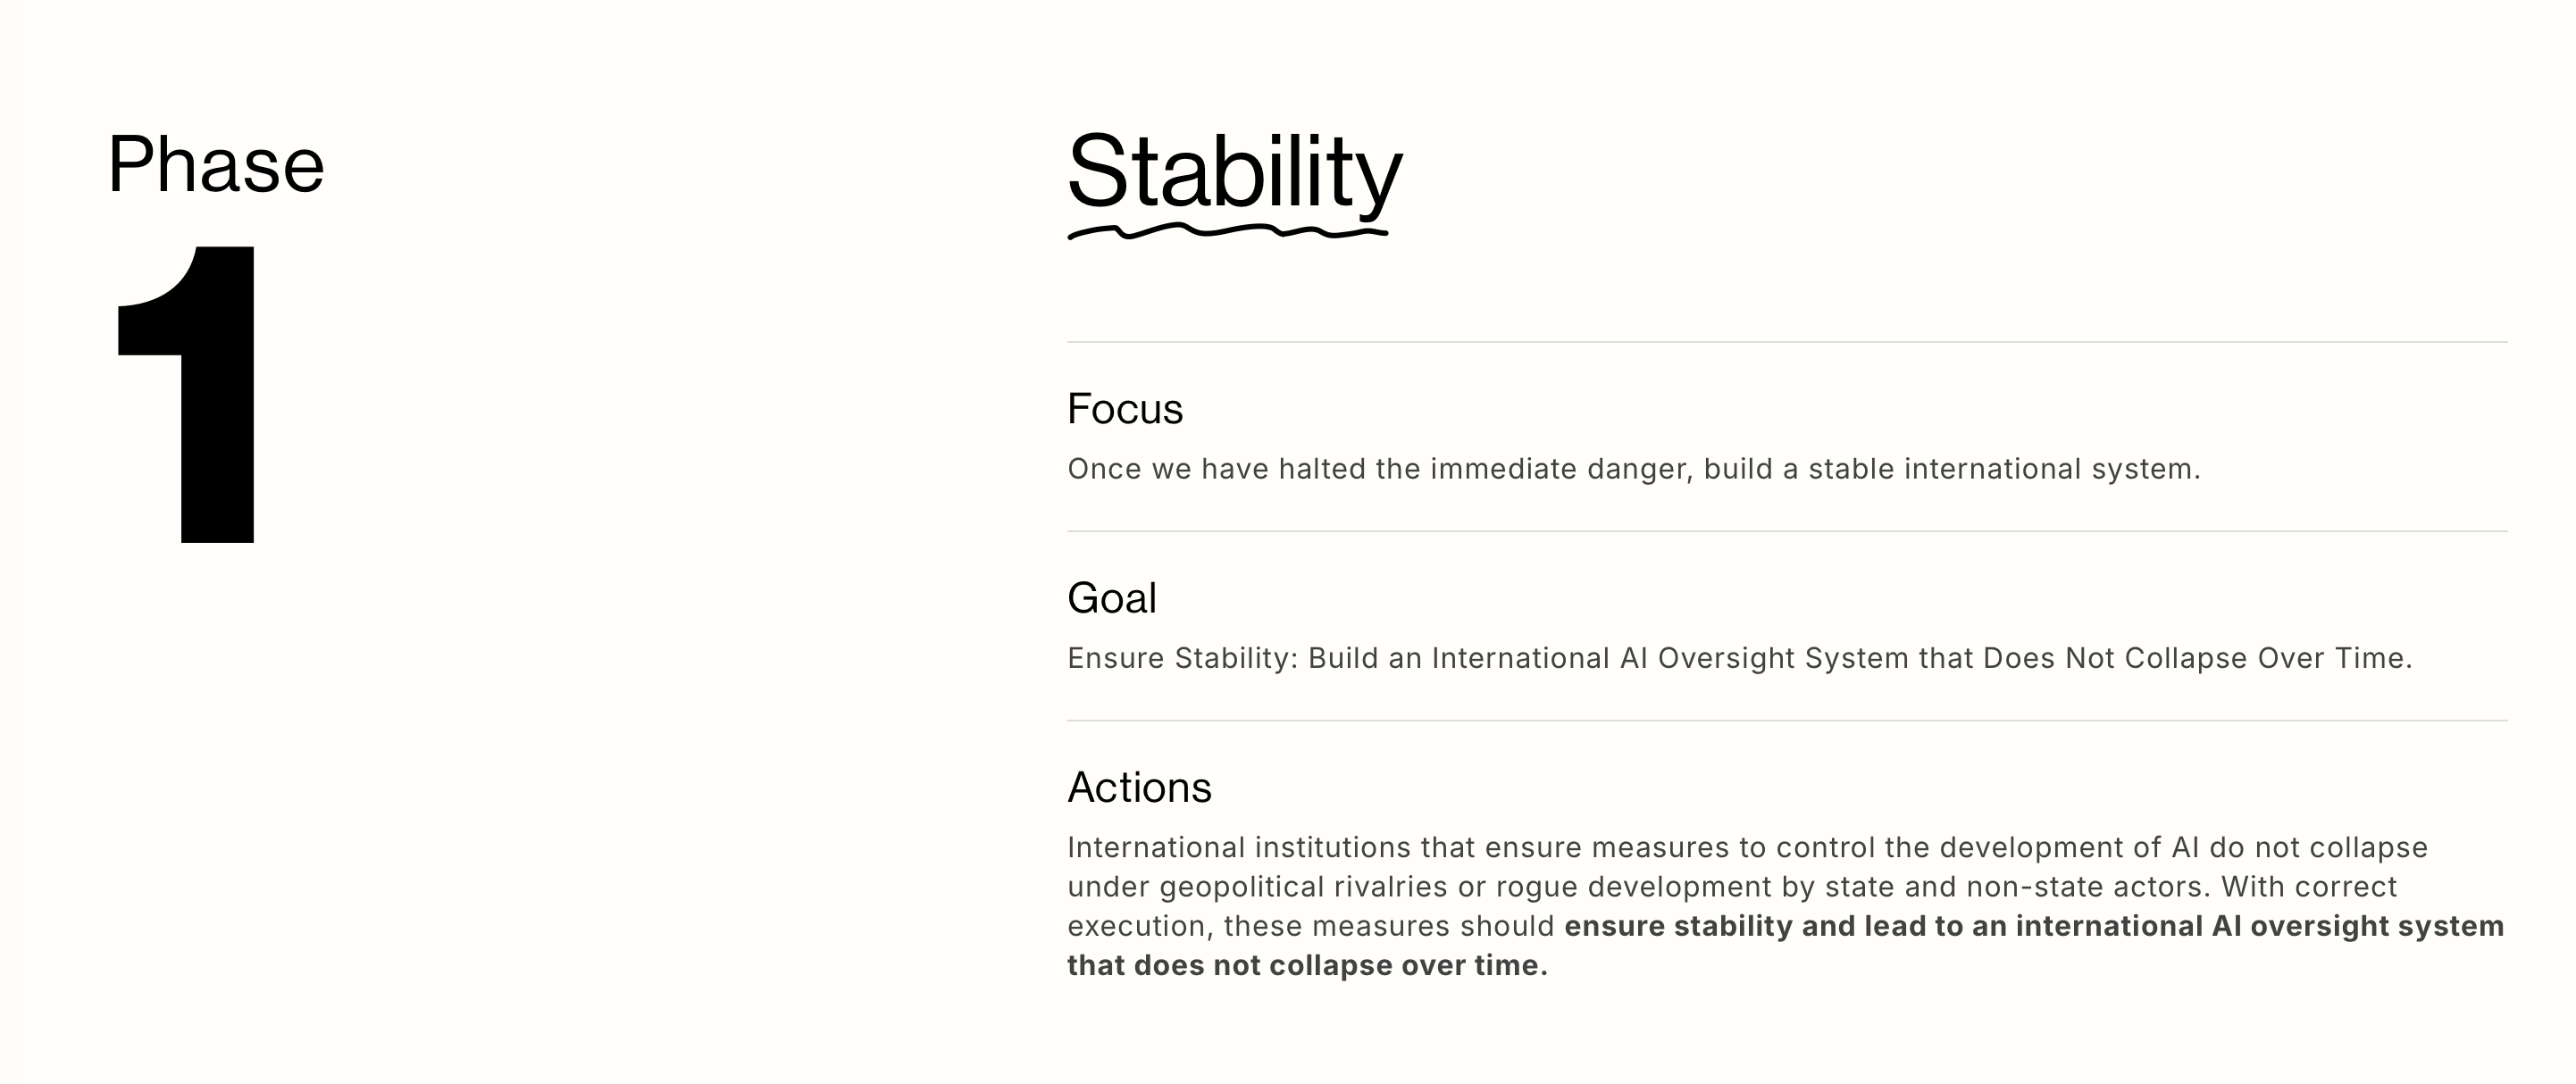 Phase
1
Stability
Focus
Once we have halted the immediate danger, build a stable international system.
Goal
Ensure Stability: Build an International AI Oversight System that Does Not Collapse Over Time.
Actions
International institutions that ensure measures to control the development of AI do not collapse
under geopolitical rivalries or rogue development by state and non-state actors. With correct
execution, these measures should ensure stability and lead to an international AI oversight system
that does not collapse over time.